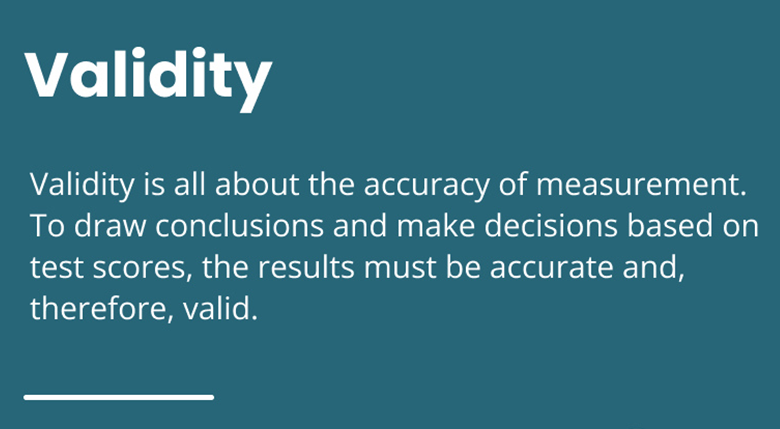 Validity
Validity is all about the accuracy of measurement.
To draw conclusions and make decisions based on
test scores, the results must be accurate and,
therefore, valid.